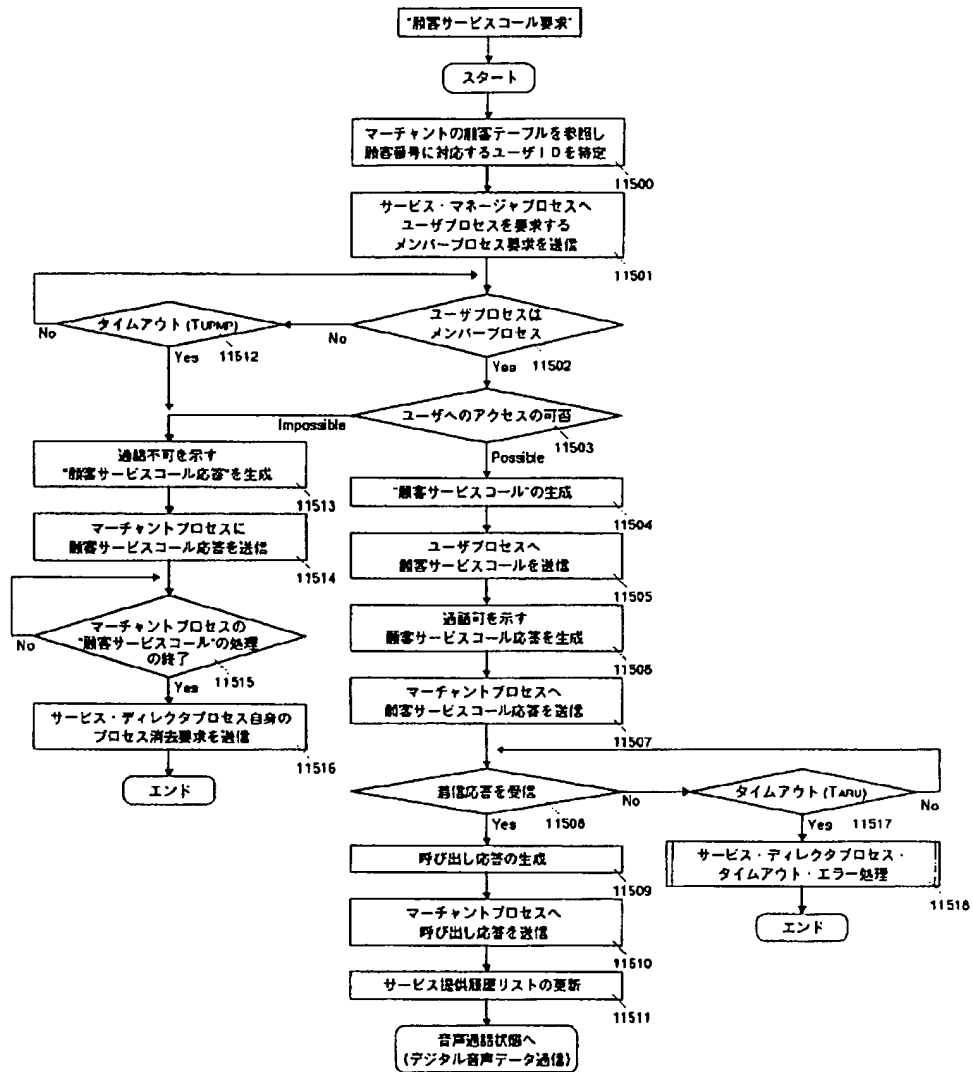 "顧客サービスコール要求"
スタート
マーチャントの顧客テーブルを参照し
顧客番号に対応するユーザIDを特定
11500
サービス・マネージャプロセスへ
ユーザプロセスを要求する
メンバープロセス要求を送信
11501
ユーザプロセスは
メンバープロセス
11502
No
Yes
タイムアウト(TUPMP)
11512
No
Yes
ユーザへのアクセスの可否
11503
Impossible
Possible
通話不可を示す
"顧客サービスコール応答"を生成
11513
マーチャントプロセスに
顧客サービスコール応答を送信
11514
マーチャントプロセスの
"顧客サービスコール"の処理
の終了
11515
No
Yes
サービス・ディレクタプロセス自身の
プロセス消去要求を送信
11516
エンド
"顧客サービスコール"の生成
11504
ユーザプロセスへ
顧客サービスコールを送信
11505
通話可を示す
顧客サービスコール応答を生成
11506
マーチャントプロセスへ
顧客サービスコール応答を送信
11507
着信応答を受信
11508
No
Yes
タイムアウト(TARU)
11517
No
Yes
サービス・ディレクタプロセス・
タイムアウト・エラー処理
11518
エンド
呼び出し応答の生成
11509
マーチャントプロセスへ
呼び出し応答を送信
11510
サービス提供履歴リストの更新
11511
音声通話状態へ
(デジタル音声データ通信)